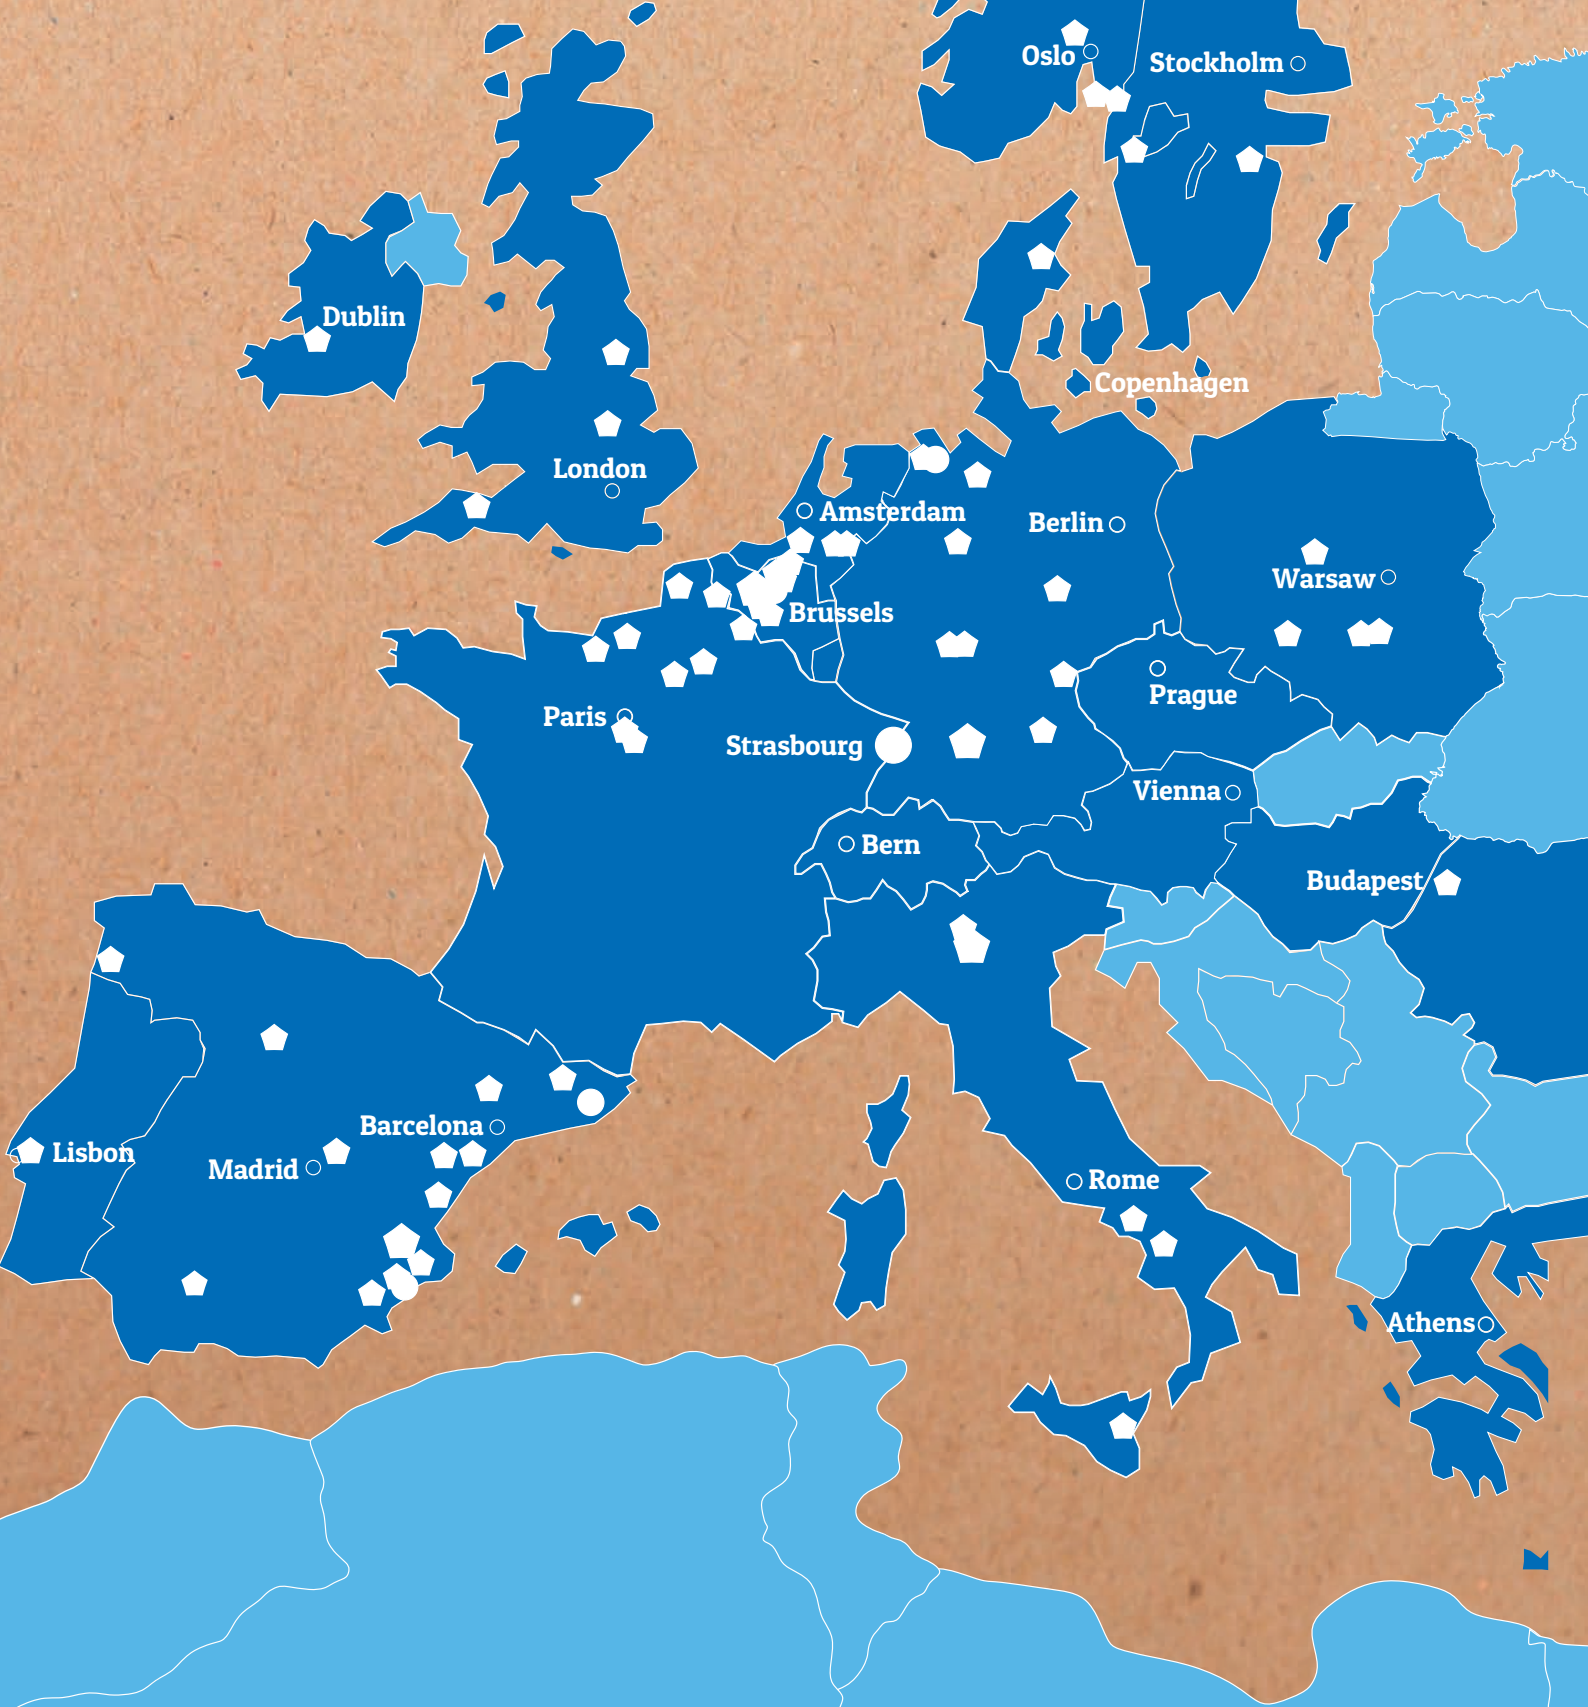 Oslo
Stockholm
Dublin
Copenhagen
London
Amsterdam
Berlin
Warsaw
Brussels
Prague
Paris
Strasbourg
Vienna
Bern
Budapest
Barcelona
Lisbon
Madrid
Rome
Athens